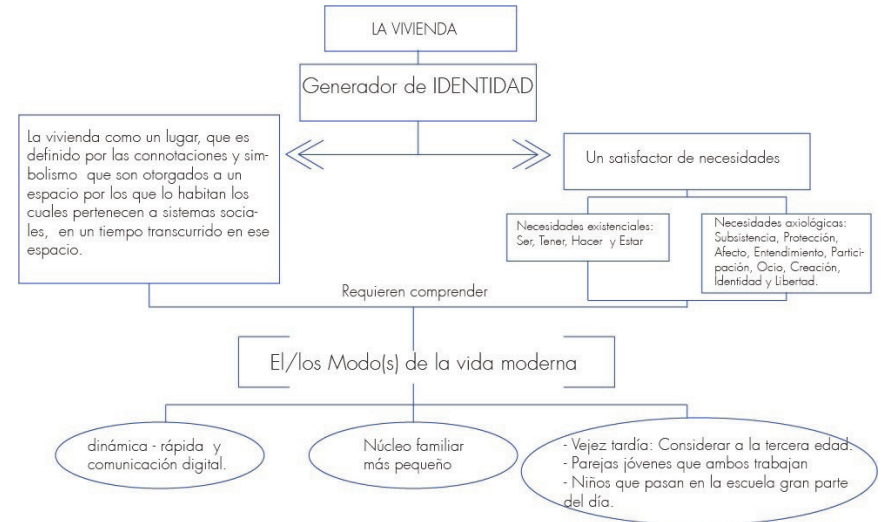 LA VIVIENDA
Generador de IDENTIDAD
La vivienda como un lugar, que es
definido por las connotaciones y sim-
bolismo que son otorgados a un
espacio por los que lo habitan los
cuales pertenecen a sistemas socia-
les, en un tiempo transcurrido en ese
espacio.
Un satisfactor de necesidades
Necesidades existenciales:
Ser, Tener, Hacer y Estar
Necesidades axiológicas:
Subsistencia, Protección,
Afecto, Entendimiento, Partici-
pación, Ocio, Creación,
Identidad y Libertad.
Requieren comprender
El/los Modo(s) de la vida moderna
dinámica - rápida y
comunicación digital.
Núcleo familiar
más pequeño
- Vejez tardía: Considerar a la tercera edad.
- Parejas jóvenes que ambos trabajan
- Niños que pasan en la escuela gran parte
del día.